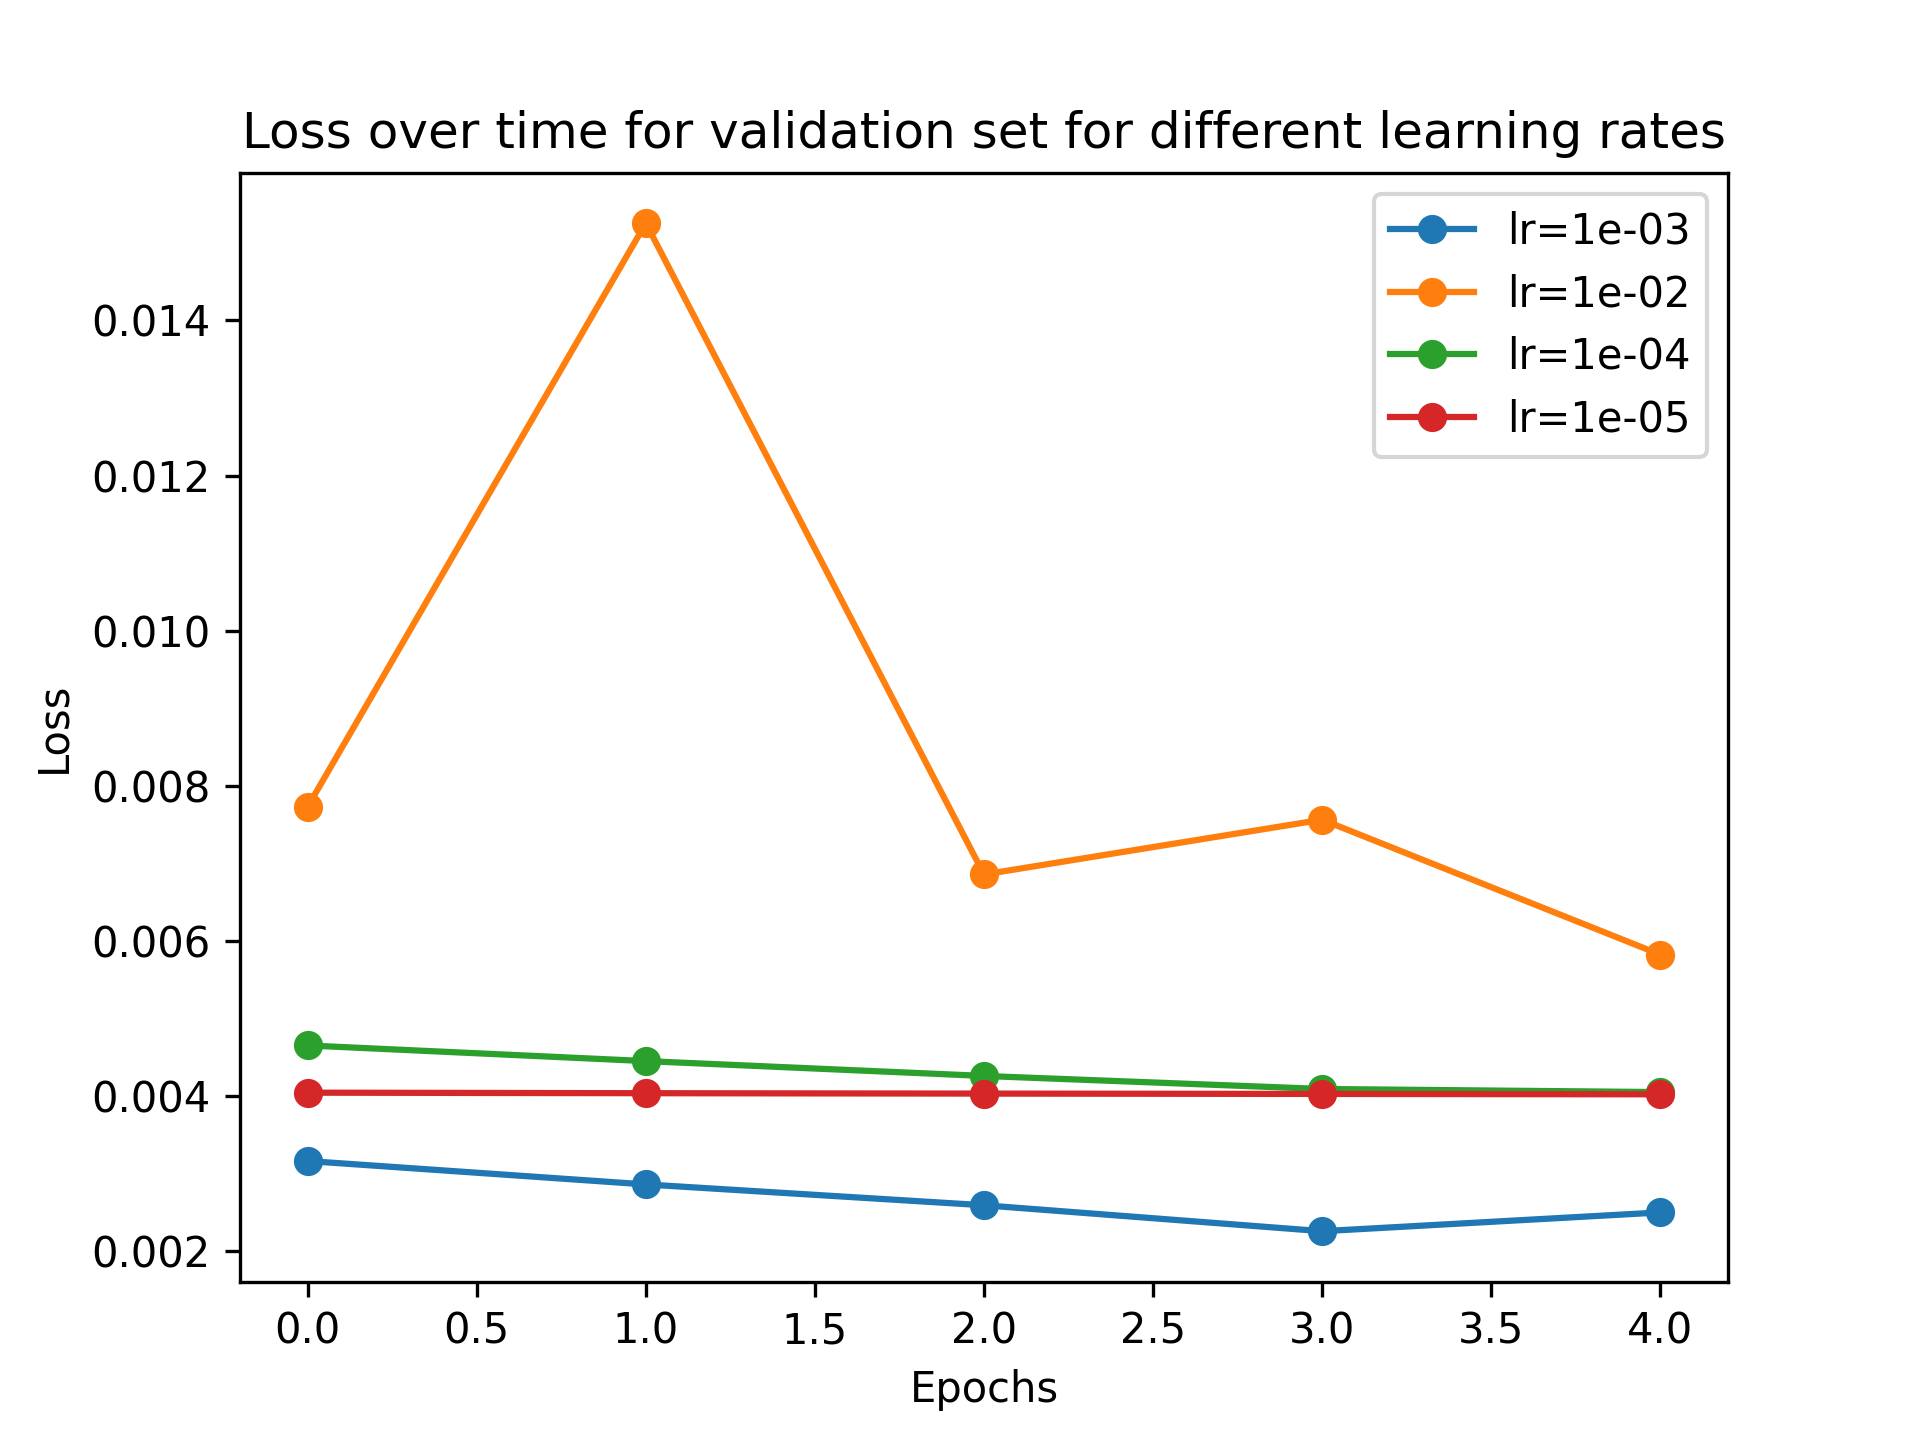 Loss over time for validation set for different learning rates
lr=1e-03
lr=1e-02
lr=1e-04
lr=1e-05
0.014
0.012
0.010
0.008
0.006
0.004
0.002
Loss
0.0 0.5 1.0 1.5 2.0 2.5 3.0 3.5 4.0
Epochs